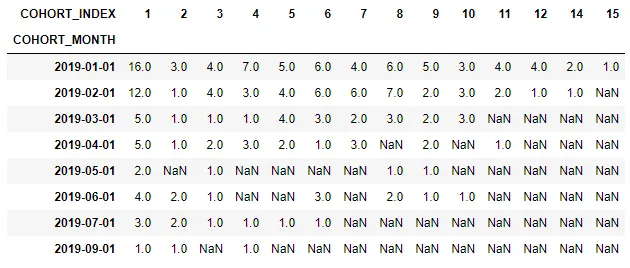 COHORT_INDEX 1 2 3 4 5 6 7 8 9 10 11 12 14 15
COHORT_MONTH
2019-01-01 16.0 3.0 4.0 7.0 5.0 6.0 4.0 6.0 5.0 3.0 4.0 4.0 2.0 1.0
2019-02-01 12.0 1.0 4.0 3.0 4.0 6.0 6.0 7.0 2.0 3.0 2.0 1.0 1.0 NaN
2019-03-01 5.0 1.0 1.0 1.0 4.0 3.0 2.0 3.0 2.0 3.0 NaN NaN NaN NaN
2019-04-01 5.0 1.0 2.0 3.0 2.0 1.0 3.0 NaN 2.0 NaN 1.0 NaN NaN NaN
2019-05-01 2.0 NaN 1.0 NaN NaN NaN NaN 1.0 1.0 NaN NaN NaN NaN NaN
2019-06-01 4.0 2.0 1.0 NaN NaN 3.0 NaN 2.0 1.0 1.0 NaN NaN NaN NaN
2019-07-01 3.0 2.0 1.0 1.0 1.0 1.0 NaN NaN NaN NaN NaN NaN NaN NaN
2019-09-01 1.0 1.0 NaN 1.0 NaN NaN NaN NaN NaN NaN NaN NaN NaN NaN